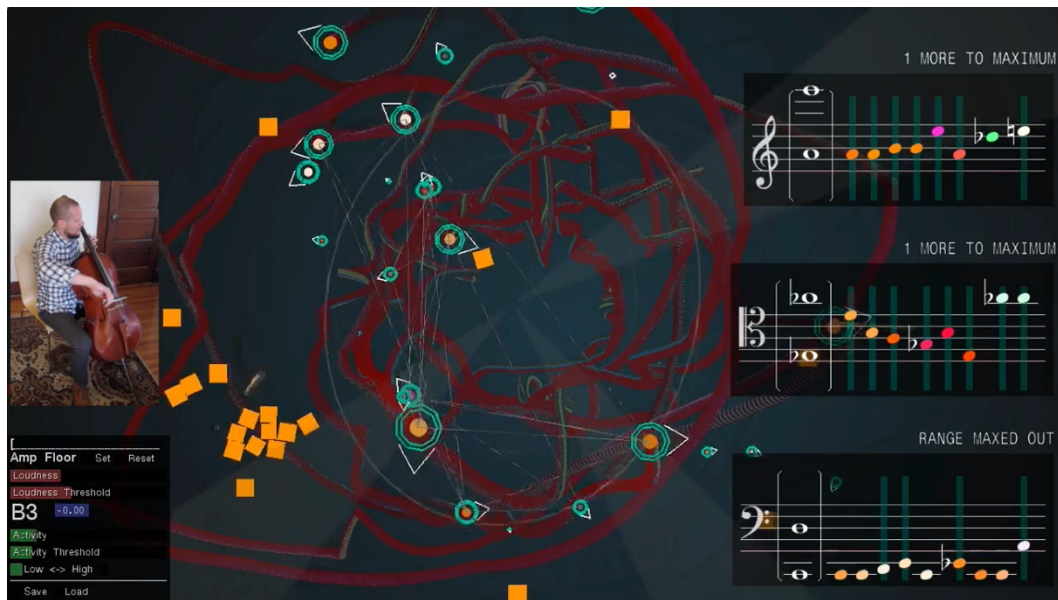 1 MORE TO MAXIMUM
1 MORE TO MAXIMUM
RANGE MAXED OUT
[
Amp Floor Set Reset
Loudness
Loudness Threshold
B3 -0.00
Activity
Activity Threshold
Low <-> High
Save Load